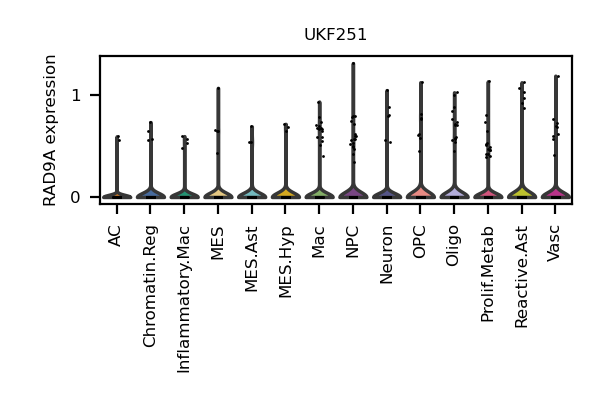 UKF251
RAD9A expression
1
0
AC
Chromatin.Reg
Inflammatory.Mac
MES
MES.Ast
MES.Hyp
Mac
NPC
Neuron
OPC
Oligo
Prolif.Metab
Reactive.Ast
Vasc